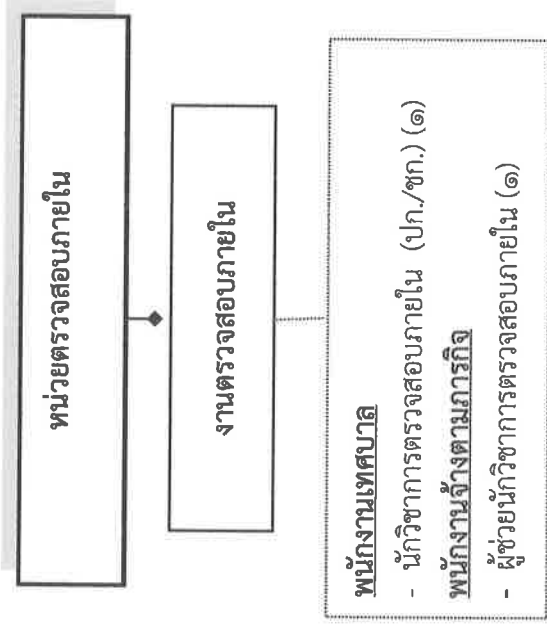 หน่วยตรวจสอบภายใน
งานตรวจสอบภายใน
พนักงานเทศบาล
- นักวิชาการตรวจสอบภายใน (ปก./ชก.) (๑)
พนักงานจ้างตามภารกิจ
- ผู้ช่วยนักวิชาการตรวจสอบภายใน (๑)